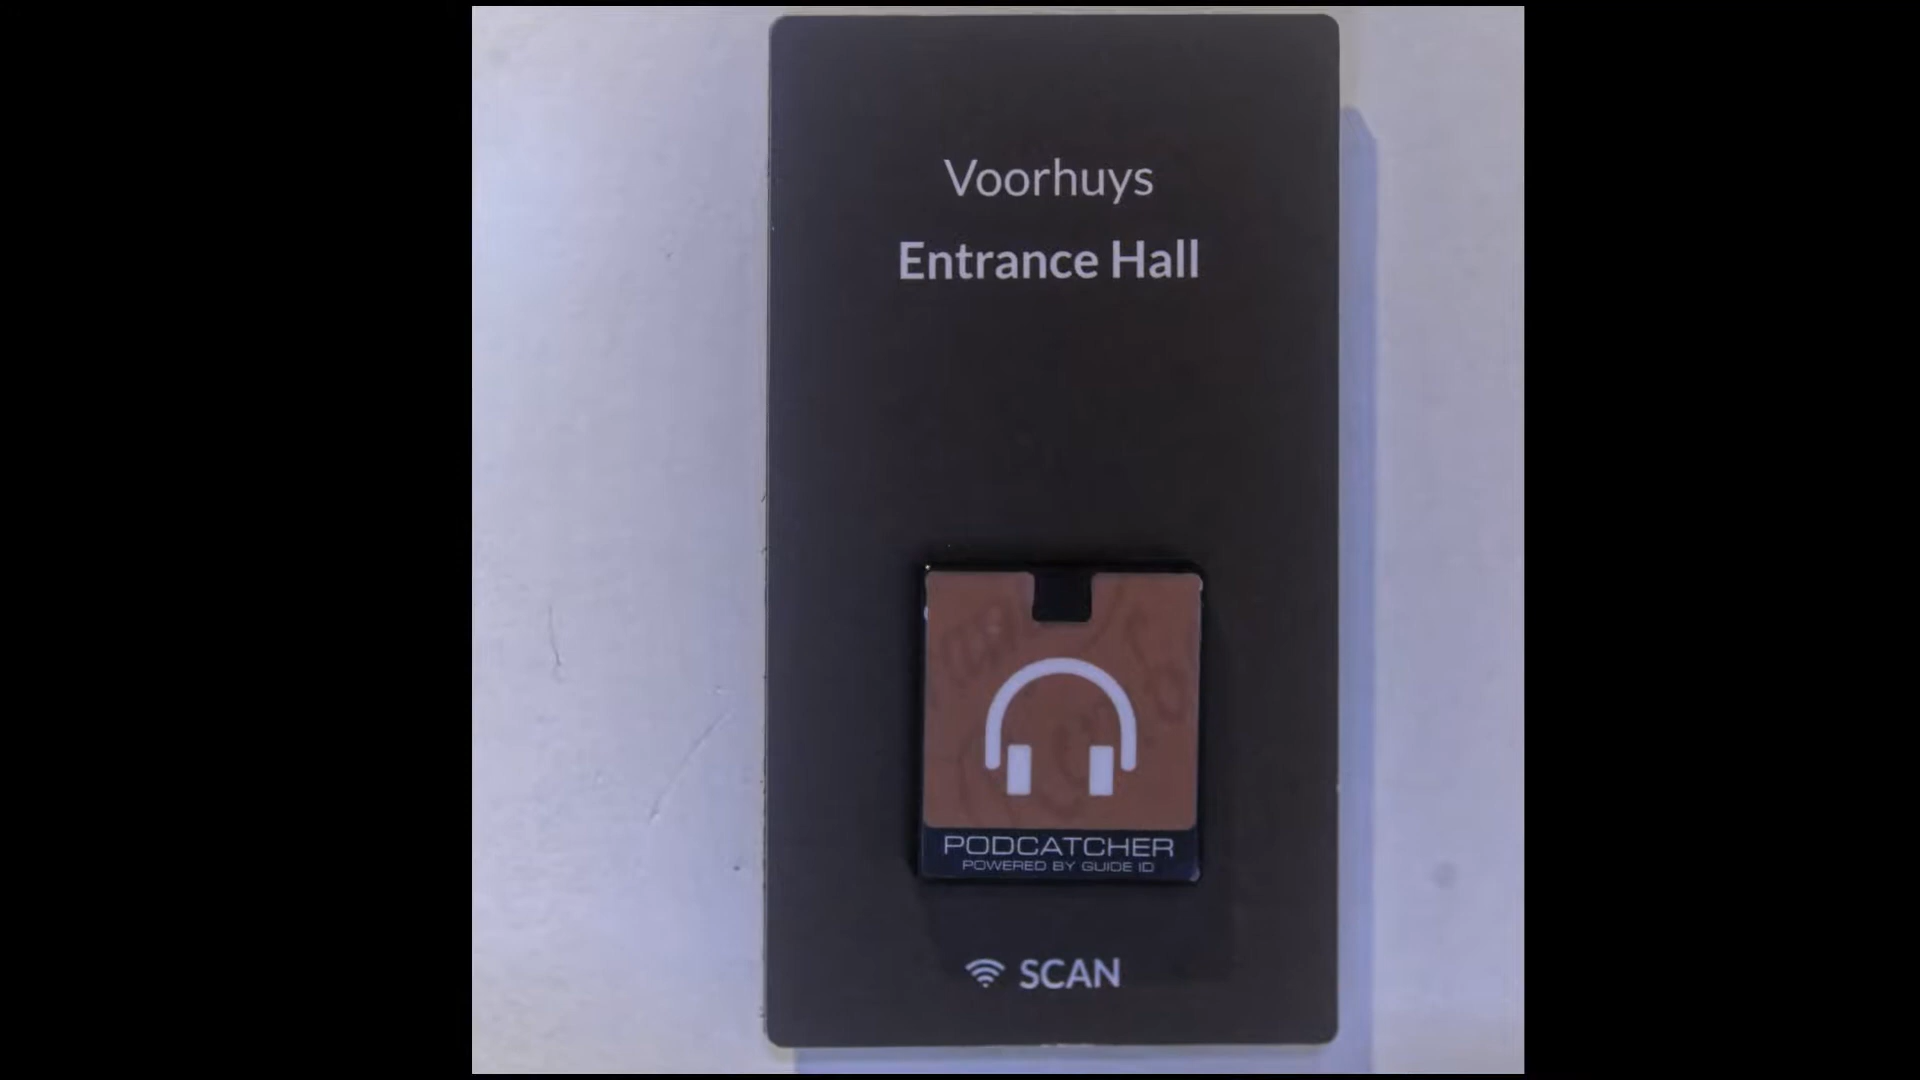 Voorhuys
Entrance Hall
PODCATCHER
POWERED BY GUIDE ID
SCAN